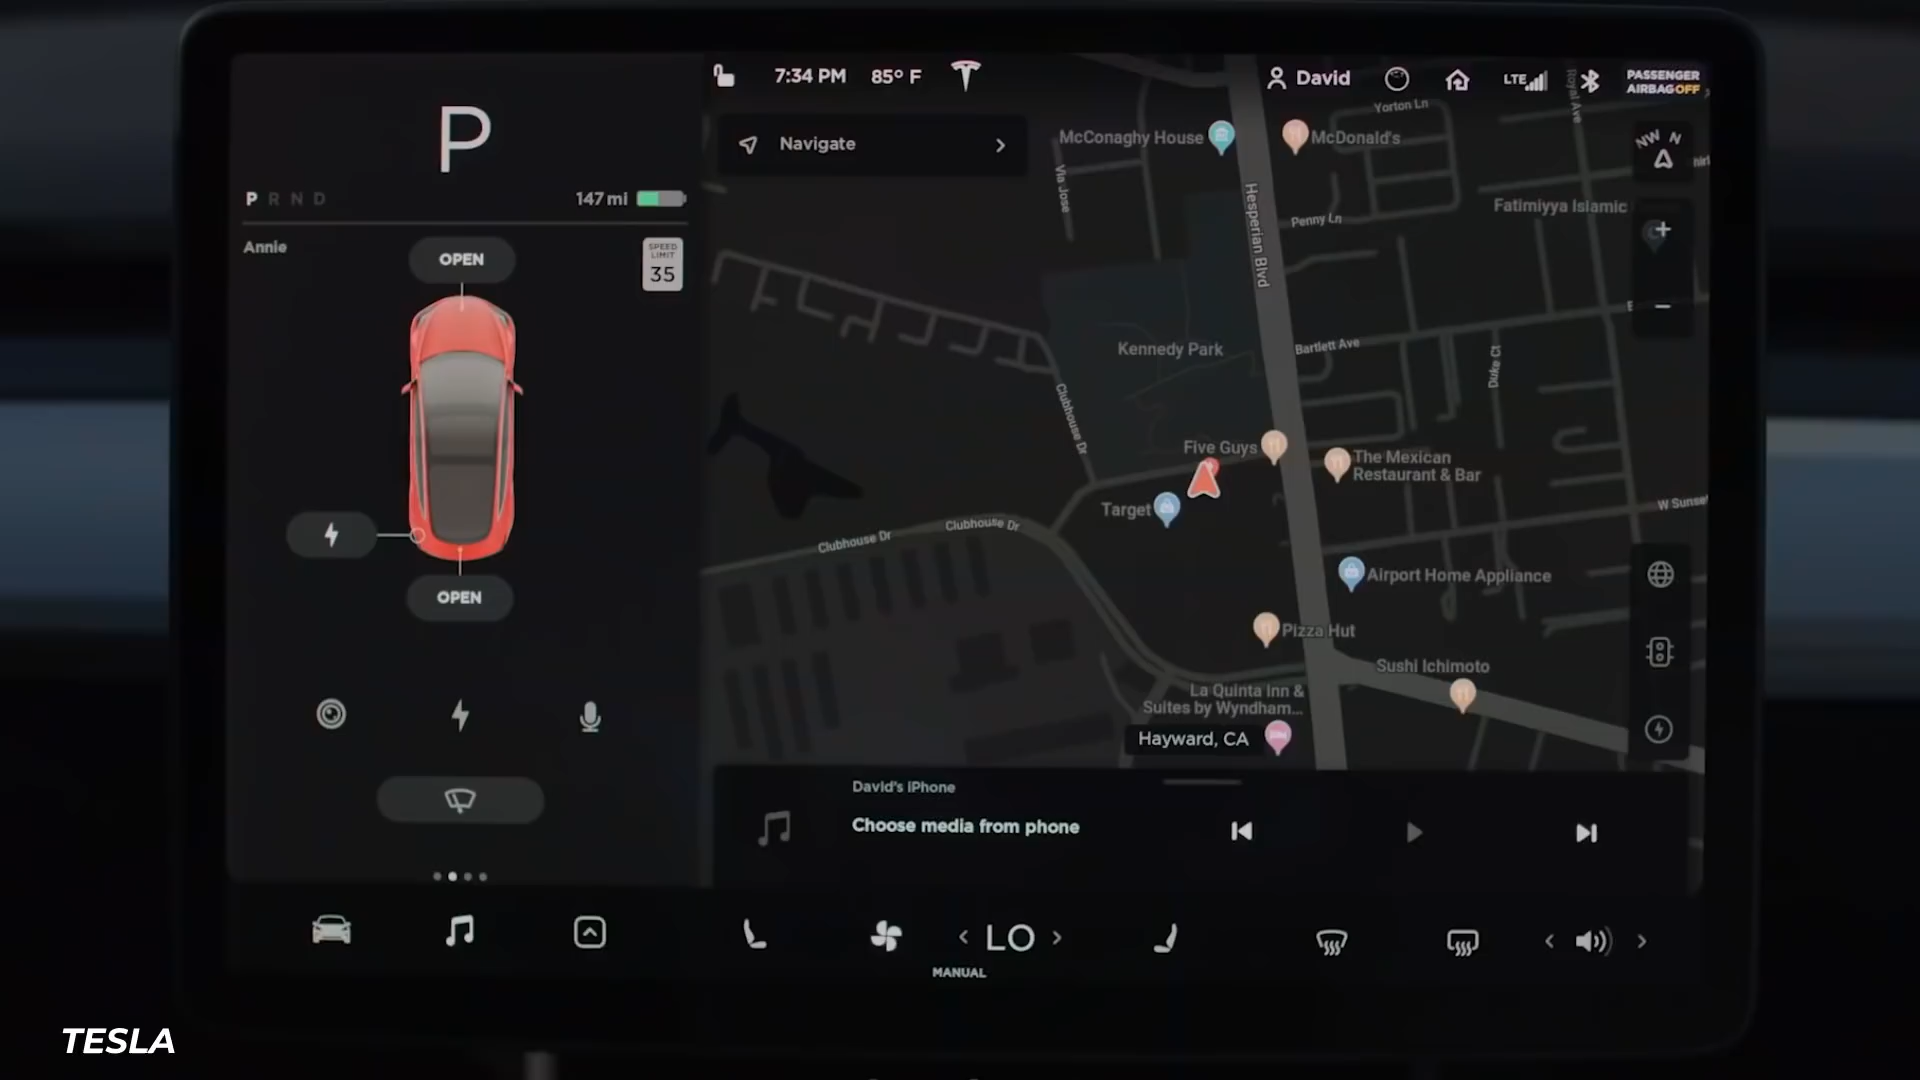 7:34 PM 85° F David LTE PASSENGER
AIRBAG OFF
P
P R N D 147 mi
Annie
OPEN
SPEED
LIMIT
35
OPEN
Navigate
McConaghy House
McDonald's
Yorton Ln
Royal Ave
NW N
Via Jose
Hesperian Blvd
Penny Ln
Fatimiyya Islamic
Kennedy Park
Bartlett Ave
Duke Ct
Clubhouse Dr
Five Guys
The Mexican
Restaurant & Bar
Target
W Sunset
Clubhouse Dr
Clubhouse Dr
Airport Home Appliance
Pizza Hut
Sushi Ichimoto
La Quinta Inn &
Suites by Wyndham...
Hayward, CA
David's iPhone
Choose media from phone
LO
MANUAL
TESLA